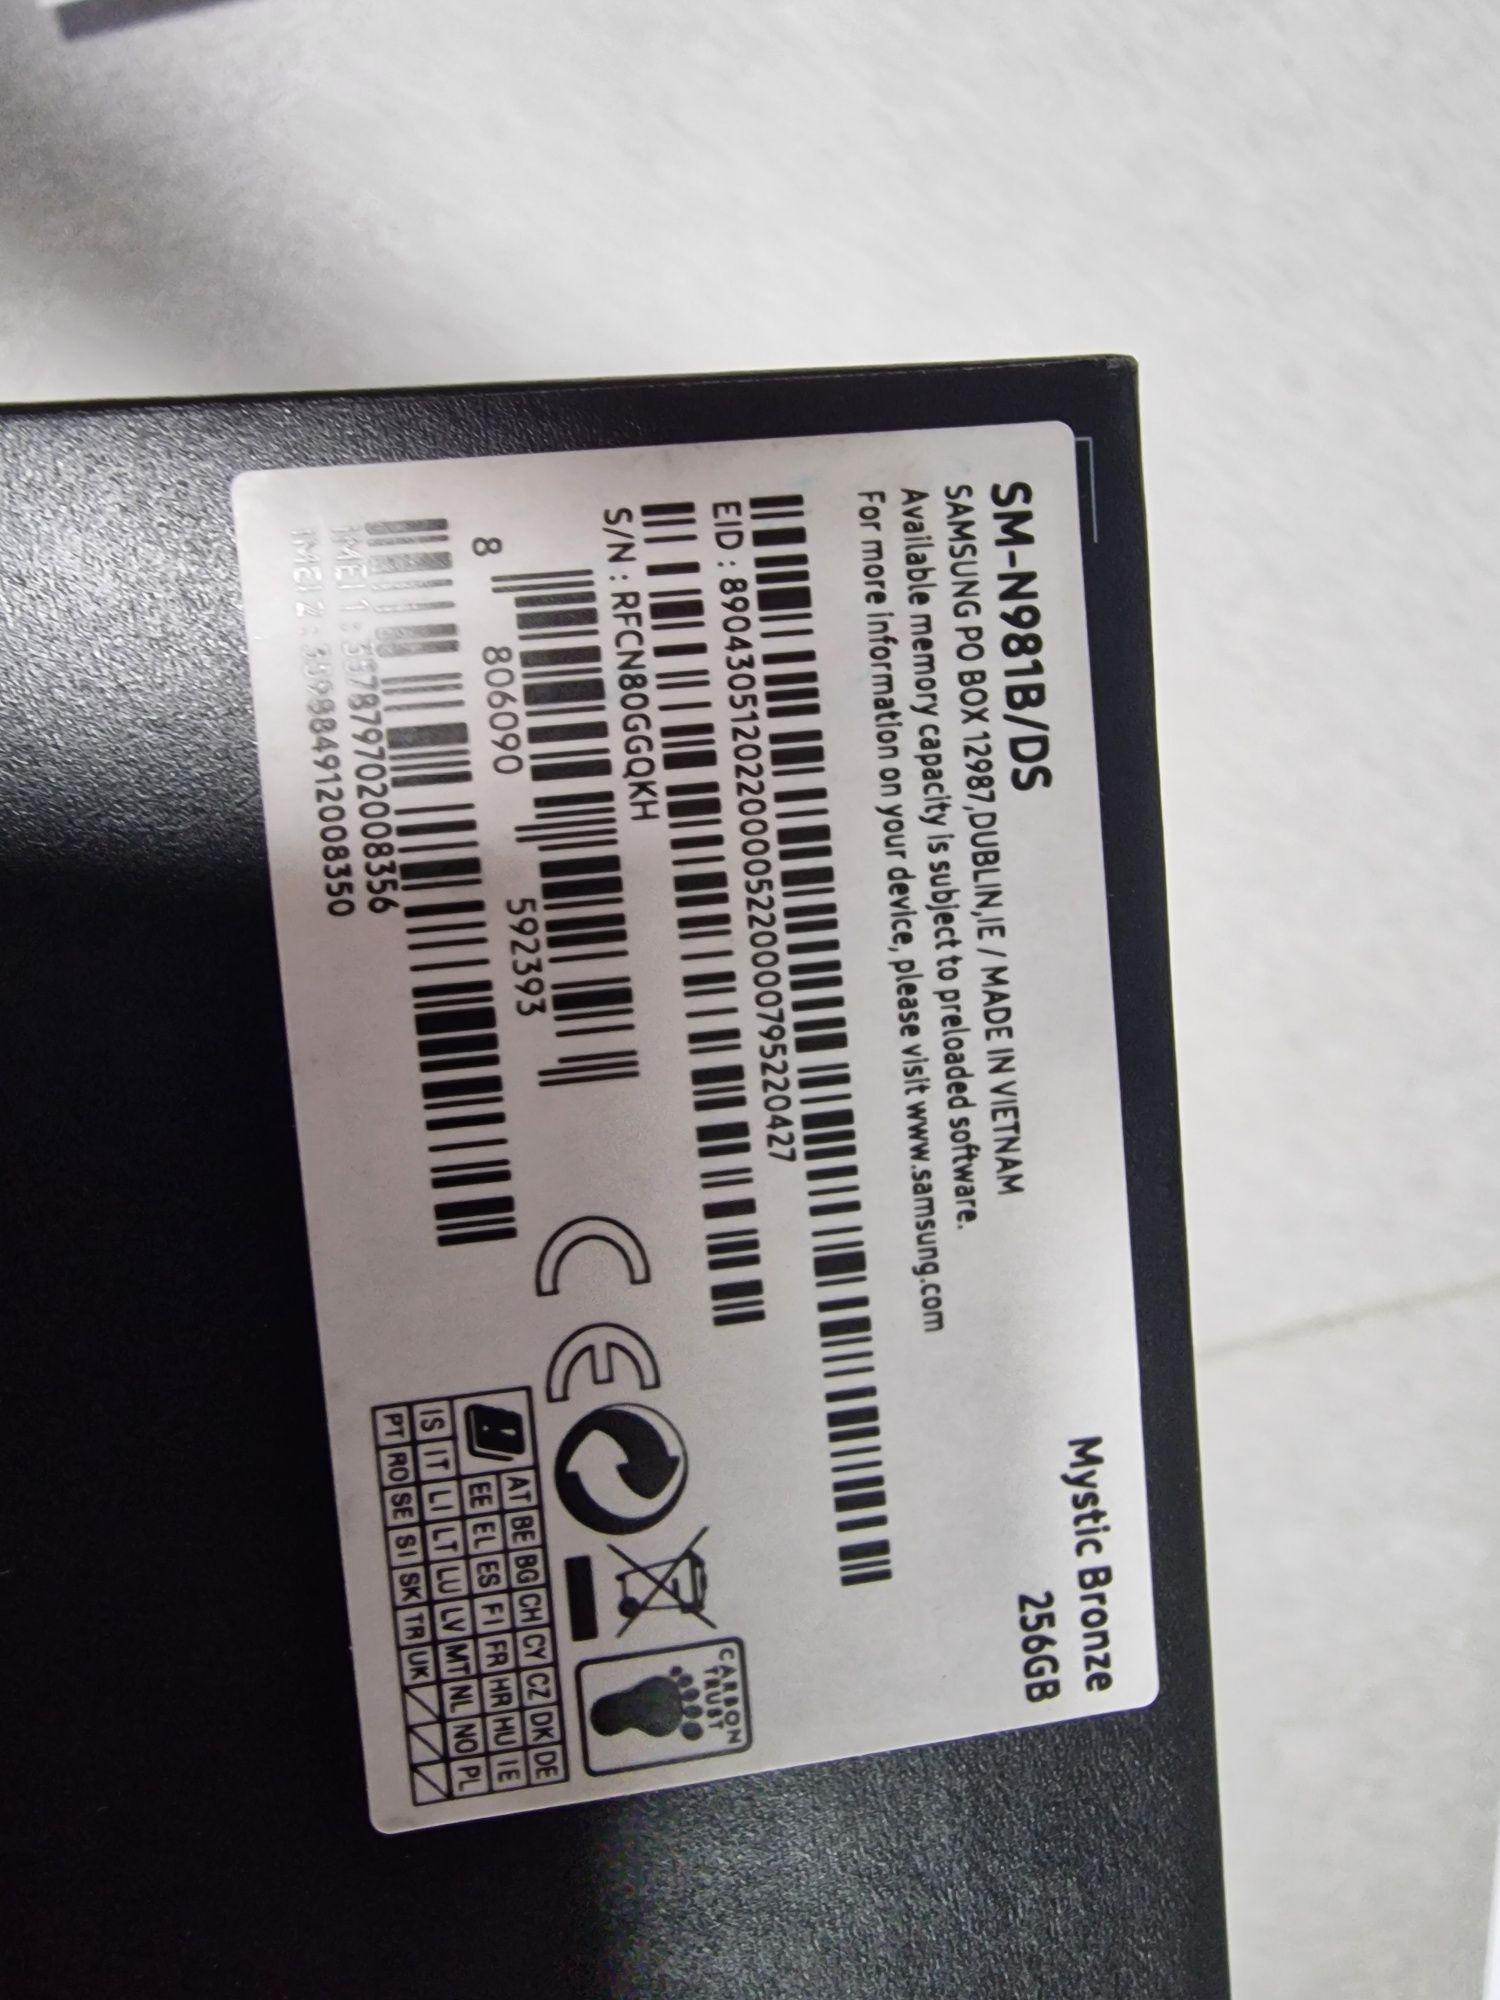 SM-N981B/DS
Mystic Bronze
SAMSUNG PO BOX 12987,DUBLIN,IE / MADE IN VIETNAM
256GB
Available memory capacity is subject to preloaded software.
For more information on your device, please visit www.samsung.com
EID : 89043051202200005220000795220427
S/N : RFCN80GGQKH
8 806090 592393
CARBON
TRUST
IMEI 1 : 357879702008356
IMEI 2 : 359884912008350
AT BE BG CH CY CZ DK DE
EE EL ES FI FR HR HU IE
IS IT LI LT LU LV MT NL NO PL
PT RO SE SI SK TR UK